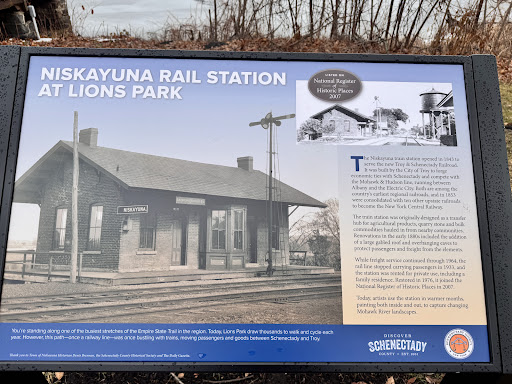 NISKAYUNA RAIL STATION
AT LIONS PARK
LISTED ON
National Register
of
Historic Places
2007
The Niskayuna train station opened in 1843 to
serve the new Troy & Schenectady Railroad.
It was built by the City of Troy to forge
economic ties with Schenectady and compete with
the Mohawk & Hudson line, running between
Albany and the Electric City. Both are among the
country's earliest regional railroads, and in 1853
were consolidated with ten other upstate railroads
to become the New York Central Railway.
The train station was originally designed as a transfer
hub for agricultural products, quarry stone and bulk
commodities hauled in from nearby communities.
Renovations in the early 1880s included the addition
of a large gabled roof and overhanging eaves to
protect passengers and freight from the elements.
While freight service continued through 1964, the
rail line stopped carrying passengers in 1933, and
the station was rented for private use, including a
family residence. Restored in 1976, it joined the
National Register of Historic Places in 2007.
Today, artists use the station in warmer months,
painting both inside and out, to capture changing
Mohawk River landscapes.
NISKAYUNA
You're standing along one of the busiest stretches of the Empire State Trail in the region. Today, Lions Park drew thousands to walk and cycle each
year. However, this path—once a railway line—was once bustling with trains, moving passengers and goods between Schenectady and Troy.
DISCOVER
SCHENECTADY
COUNTY